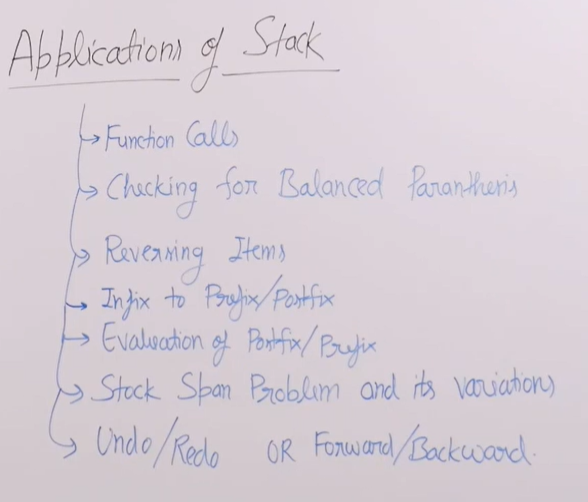 Applications of Stack
Function Calls
Checking for Balanced Paranthesis
Reversing Items
Infix to Prefix/Postfix
Evaluation of Postfix/Prefix
Stock Span Problem and its variations
Undo/Redo OR Forward/Backward.